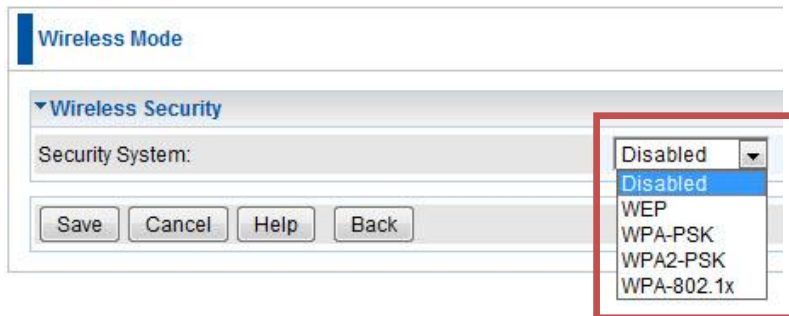 Wireless Mode
Wireless Security
Security System: Disabled
Disabled
WEP
WPA-PSK
WPA2-PSK
WPA-802.1x
Save Cancel Help Back